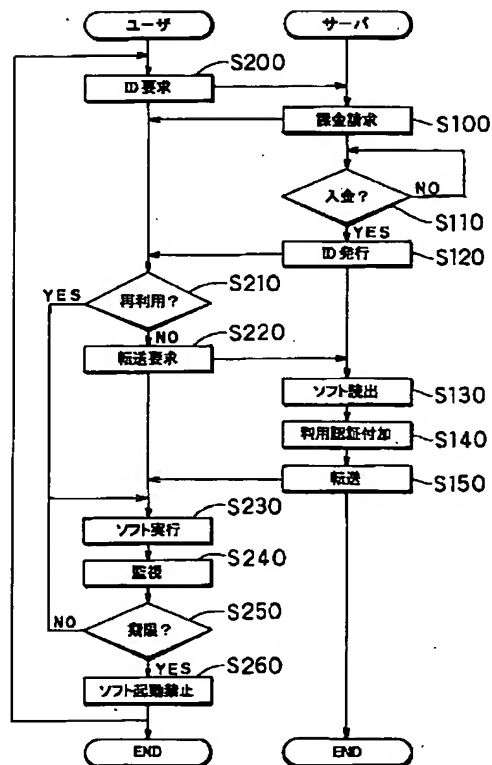 ユーザ サーバ
S200
ID要求
課金請求 S100
入金? NO
S110
YES
ID発行 S120
YES 再利用? S210
NO S220
転送要求
ソフト読出 S130
利用認証付加 S140
転送 S150
S230
ソフト実行
S240
監視
S250
NO 期限?
YES S260
ソフト起動禁止
END END